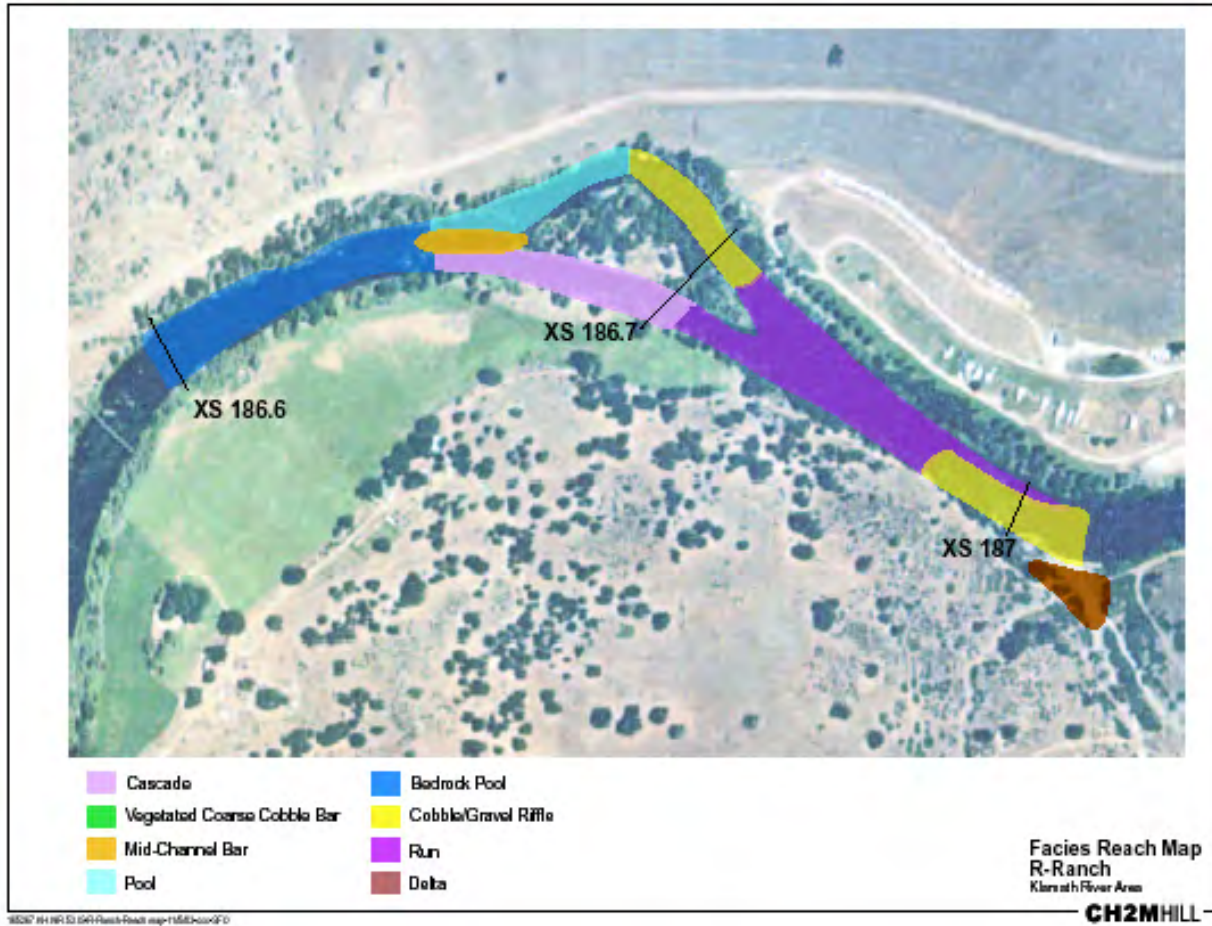 XS 186.7
XS 186.6
XS 187
Cascade
Vegetated Coarse Cobble Bar
Mid-Channel Bar
Pool
Bedrock Pool
Cobble/Gravel Riffle
Run
Delta
Facies Reach Map
R-Ranch
Klamath River Area
CH2MHILL